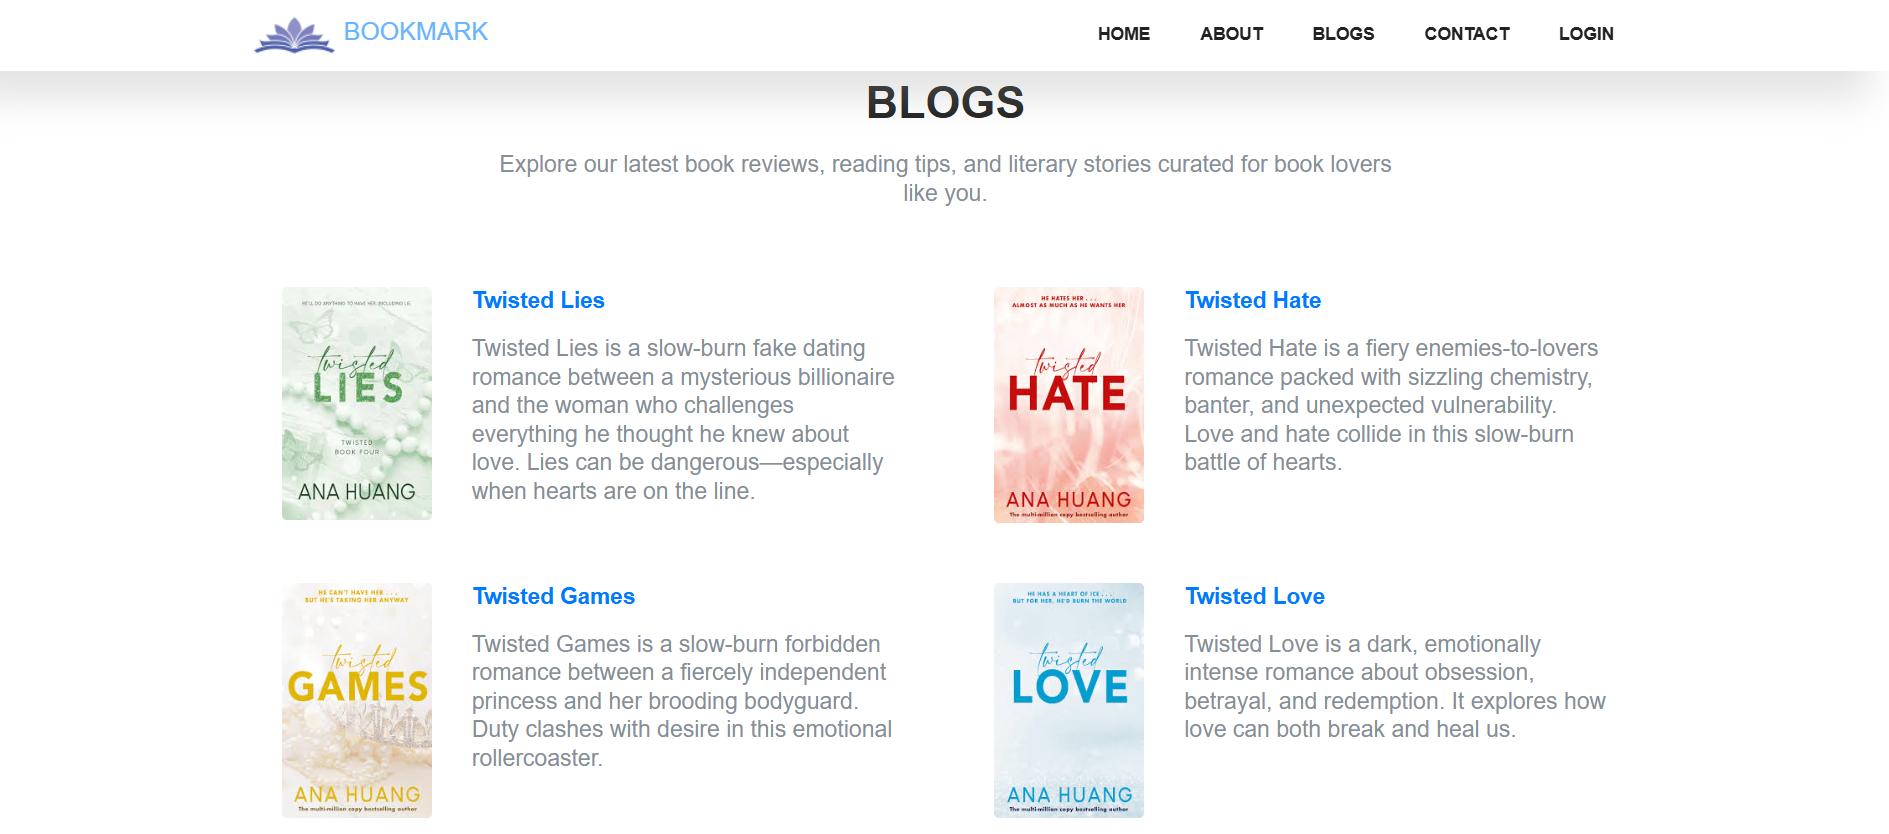 BOOKMARK
HOME ABOUT BLOGS CONTACT LOGIN
BLOGS
Explore our latest book reviews, reading tips, and literary stories curated for book lovers
like you.
HE'LL DO ANYTHING TO HAVE HER, INCLUDING LIE.
twisted
LIES
TWISTED
BOOK FOUR
ANA HUANG
Twisted Lies
Twisted Lies is a slow-burn fake dating
romance between a mysterious billionaire
and the woman who challenges
everything he thought he knew about
love. Lies can be dangerous—especially
when hearts are on the line.
HE HATES HER . . .
ALMOST AS MUCH AS HE WANTS HER
twisted
HATE
ANA HUANG
The multi-million copy bestselling author
Twisted Hate
Twisted Hate is a fiery enemies-to-lovers
romance packed with sizzling chemistry,
banter, and unexpected vulnerability.
Love and hate collide in this slow-burn
battle of hearts.
HE CAN'T HAVE HER . . .
BUT HE'S TAKING HER ANYWAY
twisted
GAMES
ANA HUANG
The multi-million copy bestselling author
Twisted Games
Twisted Games is a slow-burn forbidden
romance between a fiercely independent
princess and her brooding bodyguard.
Duty clashes with desire in this emotional
rollercoaster.
HE HAS A HEART OF ICE . . .
BUT FOR HER, HE'D BURN THE WORLD
twisted
LOVE
ANA HUANG
The multi-million copy bestselling author
Twisted Love
Twisted Love is a dark, emotionally
intense romance about obsession,
betrayal, and redemption. It explores how
love can both break and heal us.